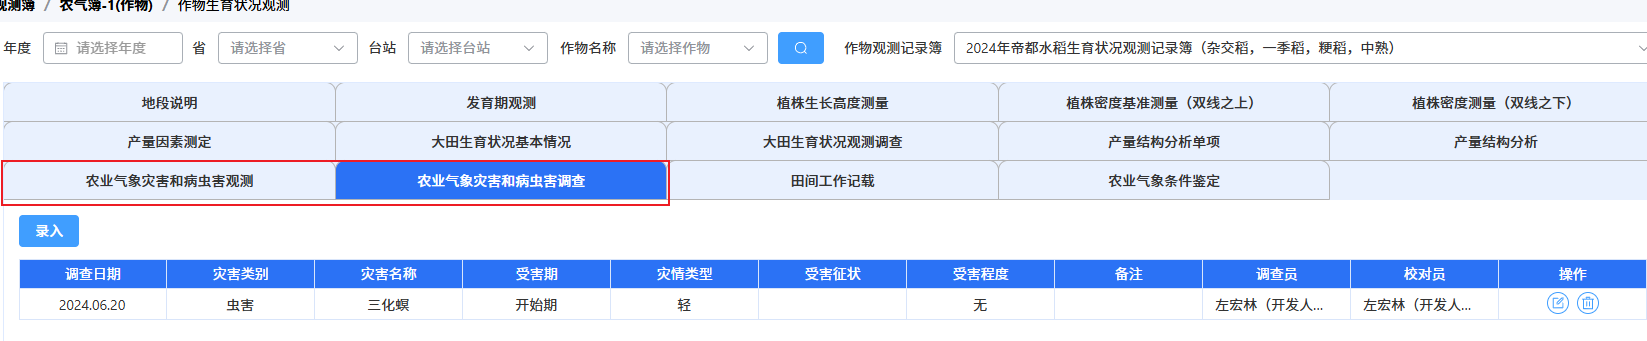 观测簿 / 农气簿-1(作物) / 作物生育状况观测
年度 请选择年度 省 请选择省 台站 请选择台站 作物名称 请选择作物 作物观测记录簿 2024年帝都水稻生育状况观测记录簿（杂交稻，一季稻，粳稻，中熟）
地段说明 发育期观测 植株生长高度测量 植株密度基准测量（双线之上） 植株密度测量（双线之下）
产量因素测定 大田生育状况基本情况 大田生育状况观测调查 产量结构分析单项 产量结构分析
农业气象灾害和病虫害观测 农业气象灾害和病虫害调查 田间工作记载 农业气象条件鉴定
录入
调查日期 灾害类别 灾害名称 受害期 灾情类型 受害征状 受害程度 备注 调查员 校对员 操作
2024.06.20 虫害 三化螟 开始期 轻 无 左宏林（开发人... 左宏林（开发人...